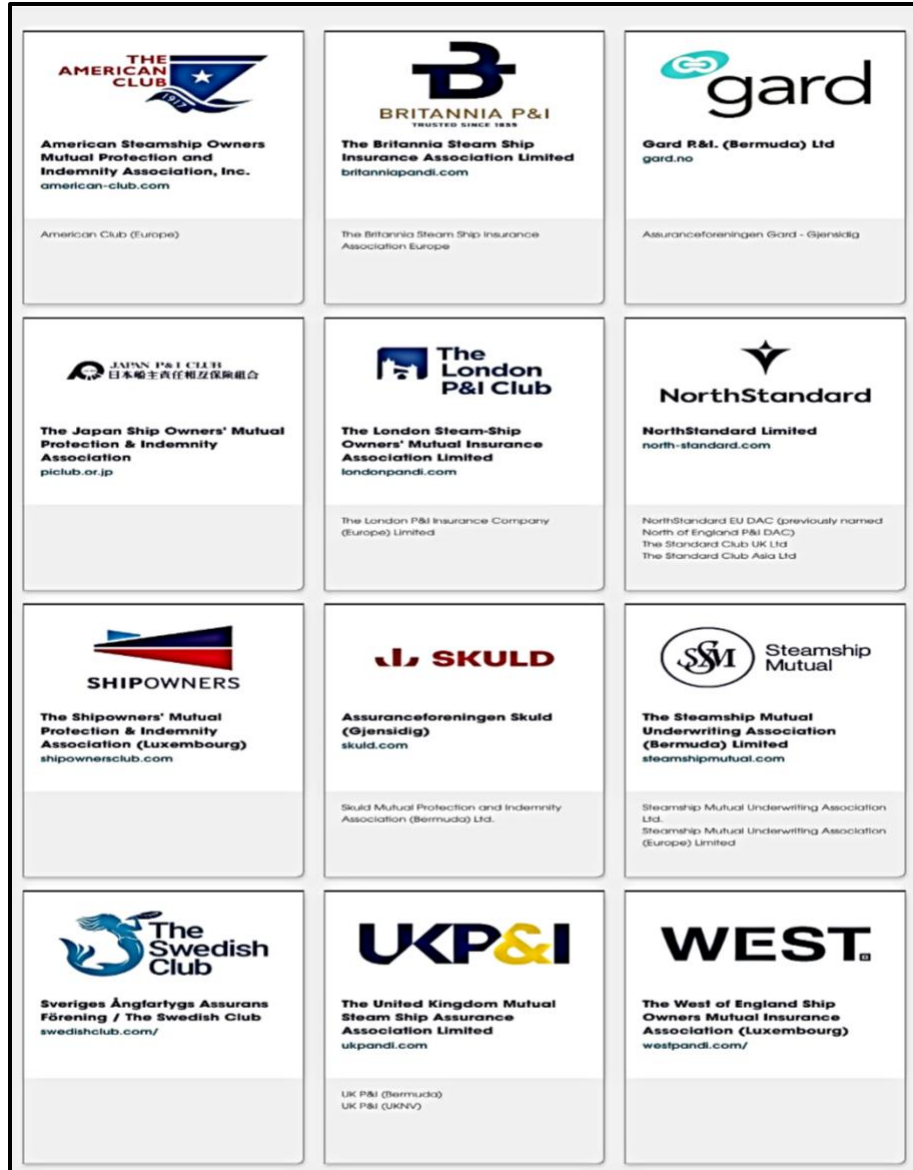 THE
AMERICAN
CLUB
1917
American Steamship Owners
Mutual Protection and
Indemnity Association, Inc.
american-club.com
American Club (Europe)
B
BRITANNIA P&I
TRUSTED SINCE 1855
The Britannia Steam Ship
Insurance Association Limited
britanniapandi.com
The Britannia Steam Ship Insurance
Association Europe
gard
Gard P.&I. (Bermuda) Ltd
gard.no
Assuranceforeningen Gard - Gjensidig
JAPAN P&I CLUB
日本船主責任相互保険組合
The Japan Ship Owners' Mutual
Protection & Indemnity
Association
piclub.or.jp
The
London
P&I Club
The London Steam-Ship
Owners' Mutual Insurance
Association Limited
londonpandi.com
The London P&I Insurance Company
(Europe) Limited
NorthStandard
NorthStandard Limited
north-standard.com
NorthStandard EU DAC (previously named
North of England P&I DAC)
The Standard Club UK Ltd
The Standard Club Asia Ltd
SHIPOWNERS
The Shipowners' Mutual
Protection & Indemnity
Association (Luxembourg)
shipownersclub.com
SKULD
Assuranceforeningen Skuld
(Gjensidig)
skuld.com
Skuld Mutual Protection and Indemnity
Association (Bermuda) Ltd.
SSM
Steamship
Mutual
The Steamship Mutual
Underwriting Association
(Bermuda) Limited
steamshipmutual.com
Steamship Mutual Underwriting Association
Ltd.
Steamship Mutual Underwriting Association
(Europe) Limited
The
Swedish
Club
Sveriges Ångfartygs Assurans
Förening / The Swedish Club
swedishclub.com/
UKP&I
The United Kingdom Mutual
Steam Ship Assurance
Association Limited
ukpandi.com
UK P&I (Bermuda)
UK P&I (UKNV)
WEST.
The West of England Ship
Owners Mutual Insurance
Association (Luxembourg)
westpandi.com/